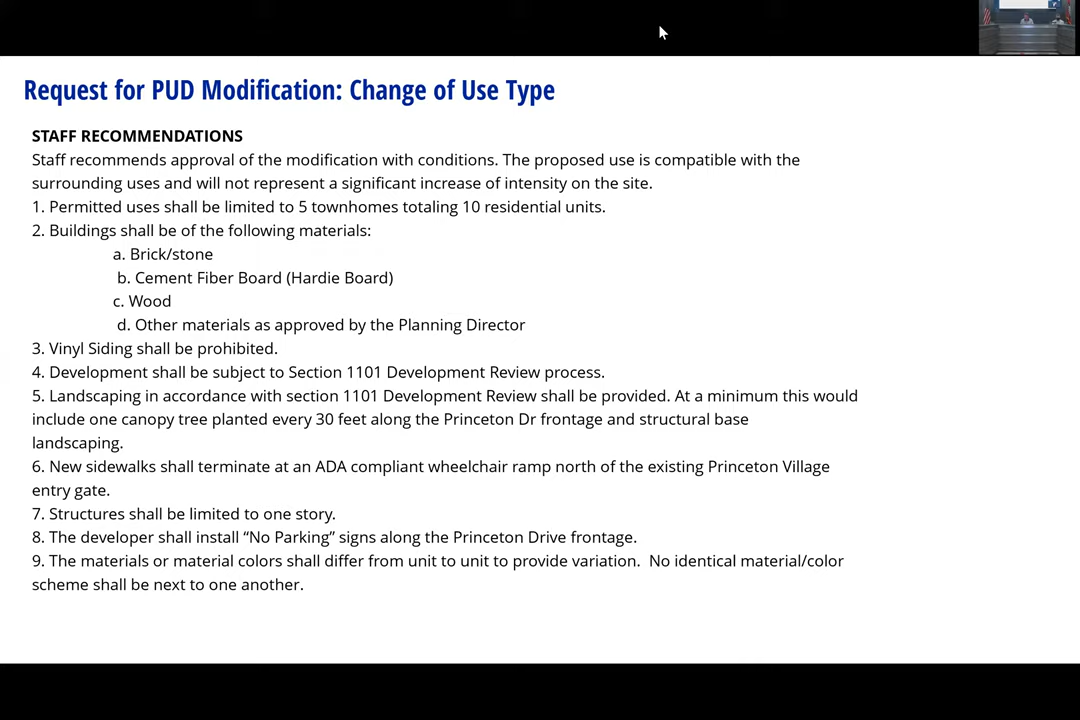 Request for PUD Modification: Change of Use Type
STAFF RECOMMENDATIONS
Staff recommends approval of the modification with conditions. The proposed use is compatible with the
surrounding uses and will not represent a significant increase of intensity on the site.
1. Permitted uses shall be limited to 5 townhomes totaling 10 residential units.
2. Buildings shall be of the following materials:
a. Brick/stone
b. Cement Fiber Board (Hardie Board)
c. Wood
d. Other materials as approved by the Planning Director
3. Vinyl Siding shall be prohibited.
4. Development shall be subject to Section 1101 Development Review process.
5. Landscaping in accordance with section 1101 Development Review shall be provided. At a minimum this would
include one canopy tree planted every 30 feet along the Princeton Dr frontage and structural base
landscaping.
6. New sidewalks shall terminate at an ADA compliant wheelchair ramp north of the existing Princeton Village
entry gate.
7. Structures shall be limited to one story.
8. The developer shall install “No Parking” signs along the Princeton Drive frontage.
9. The materials or material colors shall differ from unit to unit to provide variation.  No identical material/color
scheme shall be next to one another.